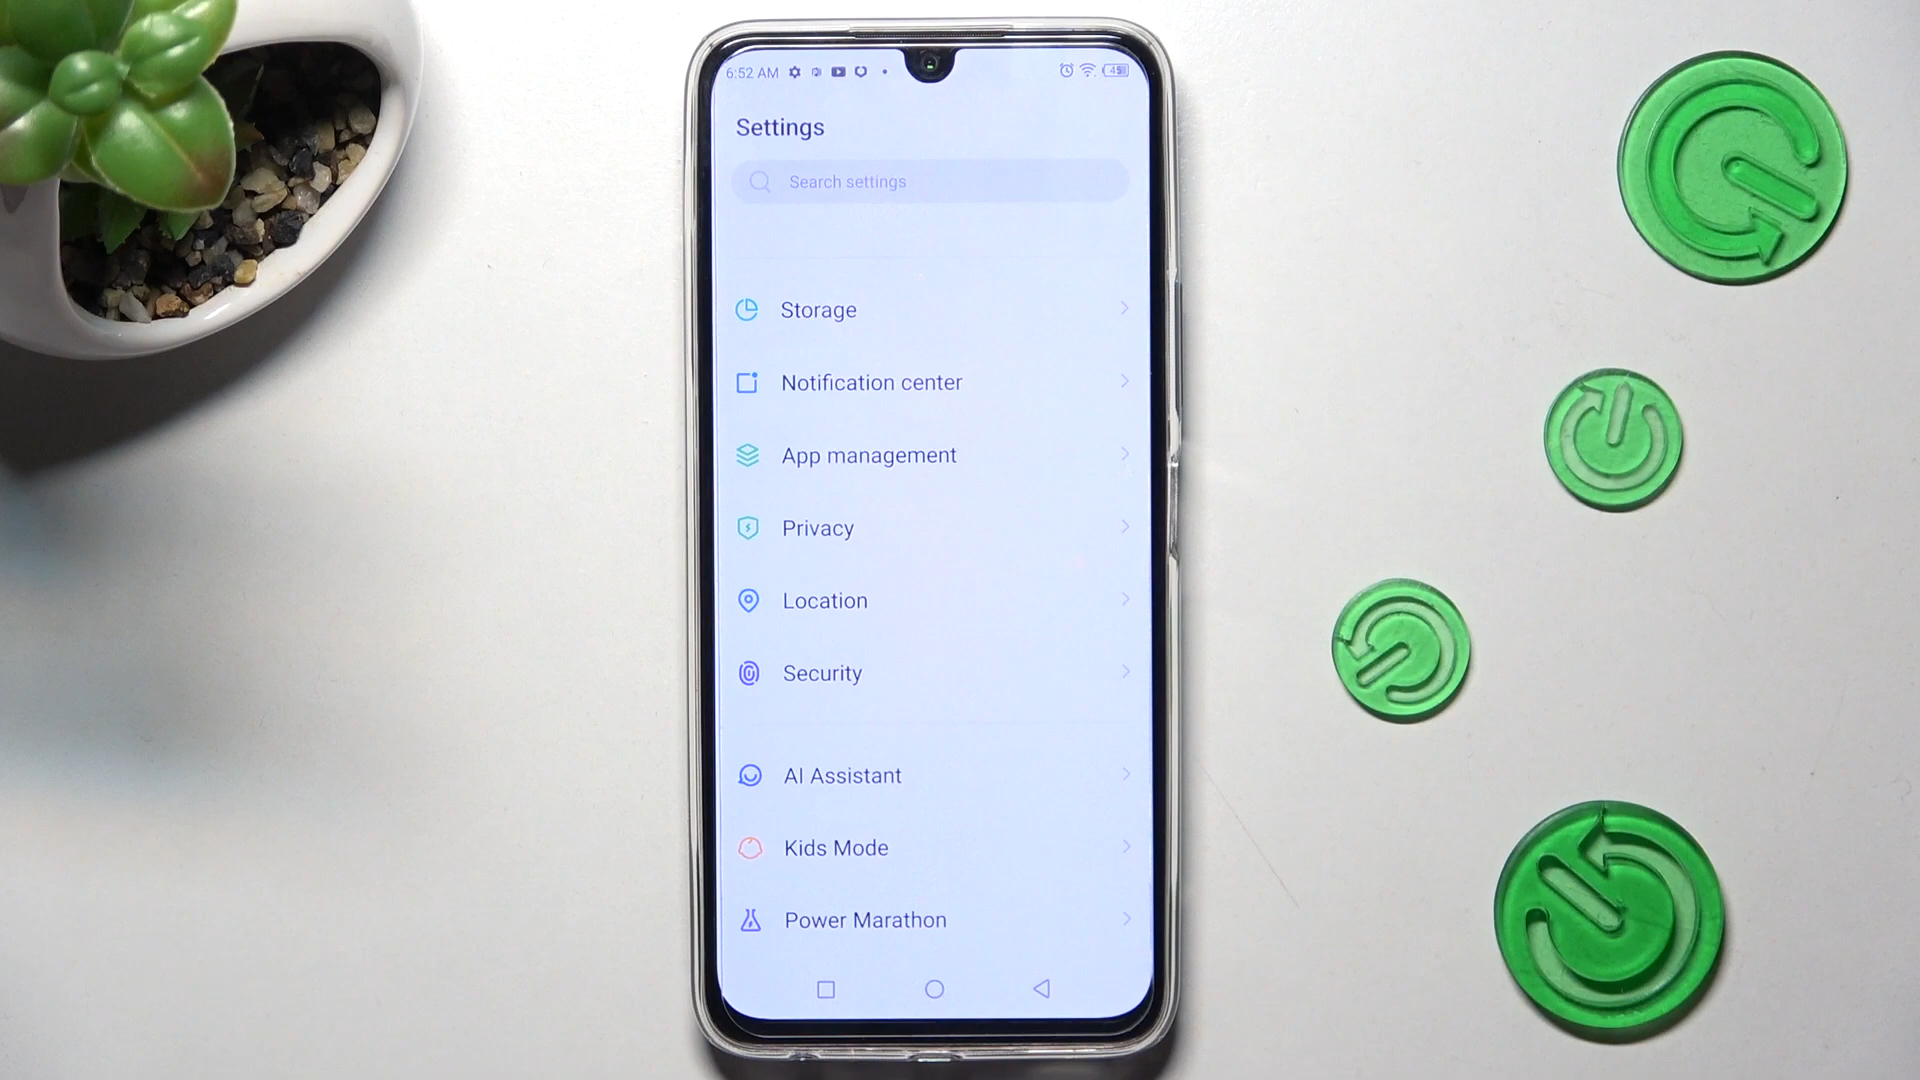 6:52 AM
45
Settings
Search settings
Storage
Notification center
App management
Privacy
Location
Security
AI Assistant
Kids Mode
Power Marathon